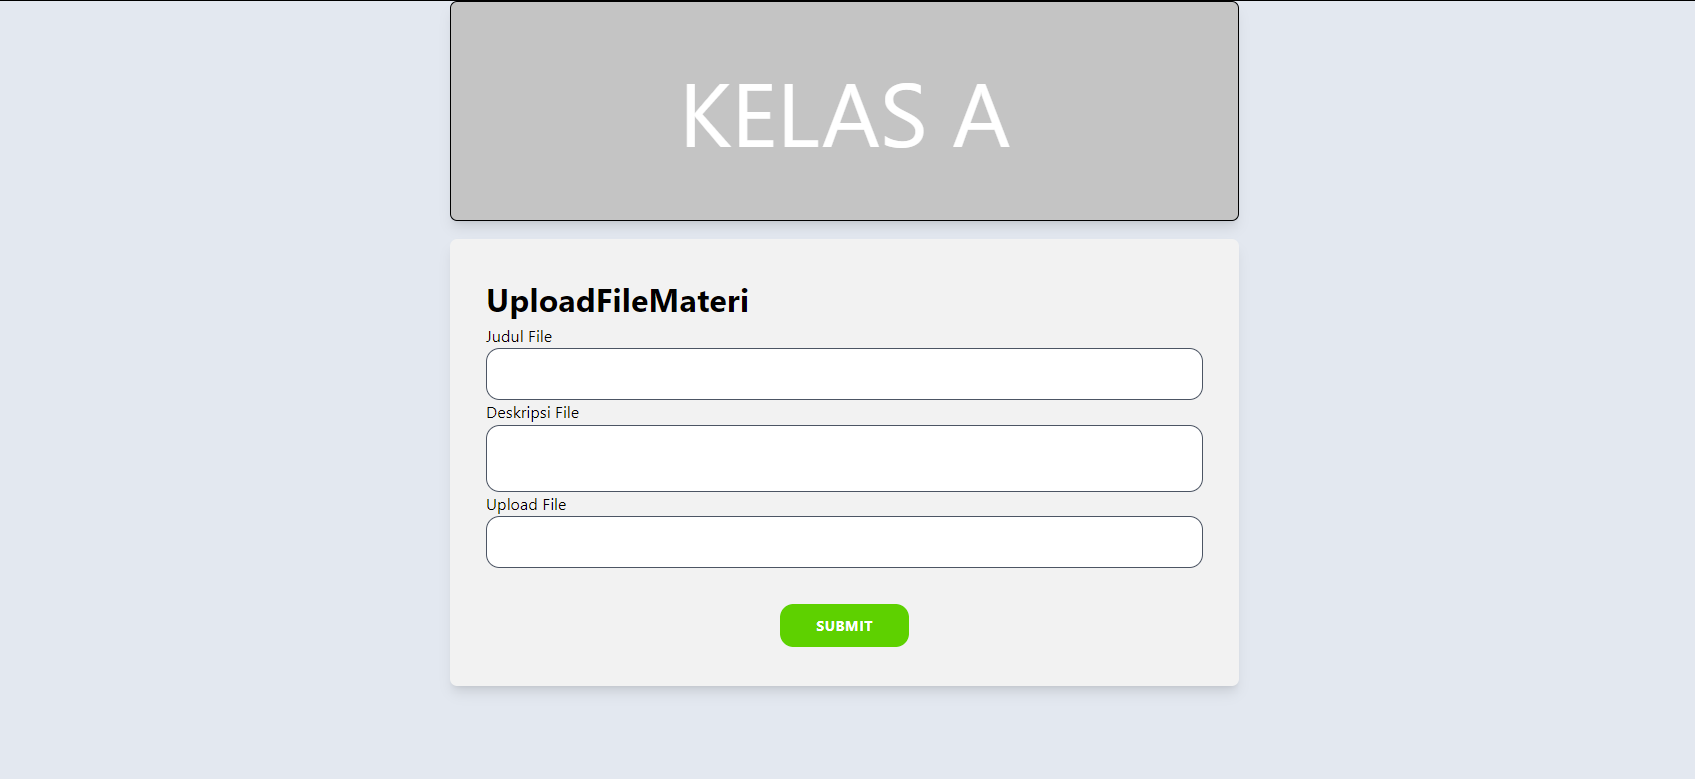 KELAS A
UploadFileMateri
Judul File
Deskripsi File
Upload File
SUBMIT